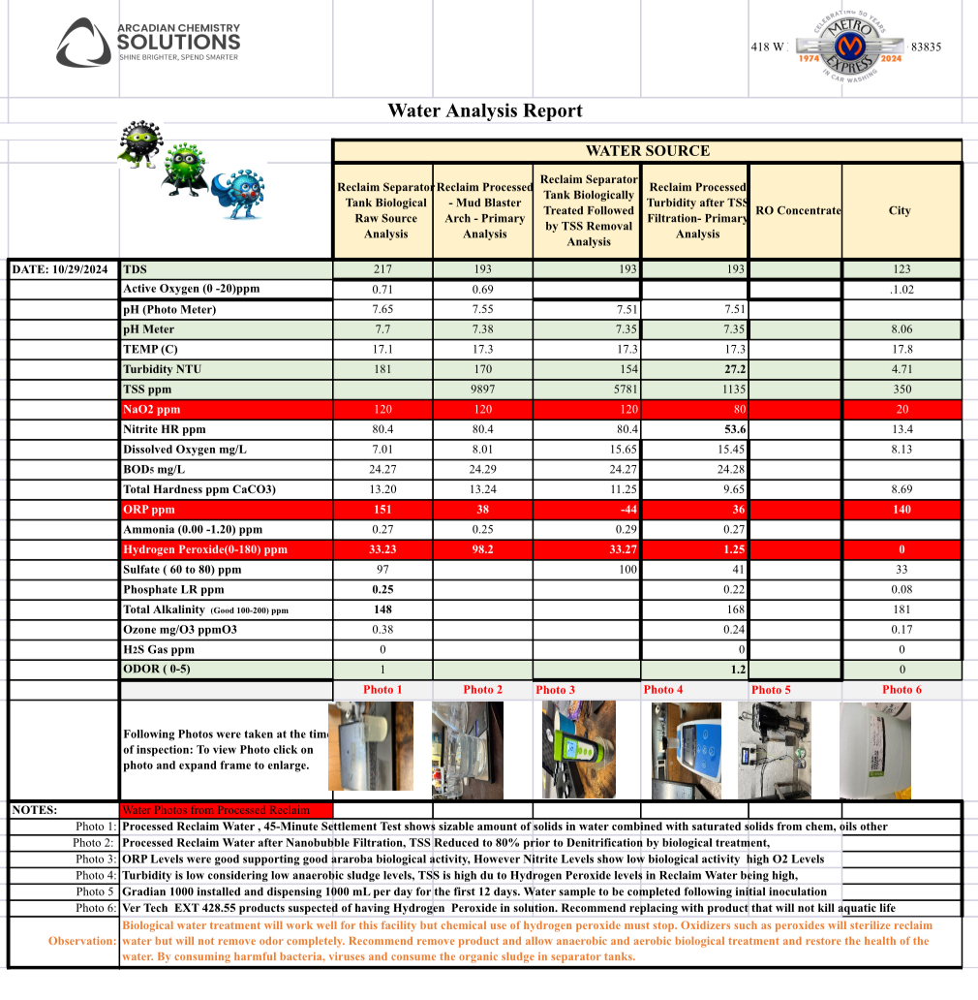 ARCADIAN CHEMISTRY
SOLUTIONS
SHINE BRIGHTER, SPEND SMARTER
418 W
CELEBRATING 50 YEARS
METRO
EXPRESS
1974 2024
IN CAR WASHING
83835
Water Analysis Report
WATER SOURCE
Reclaim Separator Tank Biological Raw Source Analysis | Reclaim Processed - Mud Blaster Arch - Primary Analysis | Reclaim Separator Tank Biologically Treated Followed by TSS Removal Analysis | Reclaim Processed Turbidity after TSS Filtration- Primary Analysis | RO Concentrate | City
DATE: 10/29/2024 TDS 217 193 193 193 123
Active Oxygen (0 -20)ppm 0.71 0.69 .1.02
pH (Photo Meter) 7.65 7.55 7.51 7.51
pH Meter 7.7 7.38 7.35 7.35 8.06
TEMP (C) 17.1 17.3 17.3 17.3 17.8
Turbidity NTU 181 170 154 27.2 4.71
TSS ppm 9897 5781 1135 350
NaO2 ppm 120 120 120 80 20
Nitrite HR ppm 80.4 80.4 80.4 53.6 13.4
Dissolved Oxygen mg/L 7.01 8.01 15.65 15.45 8.13
BOD5 mg/L 24.27 24.29 24.27 24.28
Total Hardness ppm CaCO3) 13.20 13.24 11.25 9.65 8.69
ORP ppm 151 38 -44 36 140
Ammonia (0.00 -1.20) ppm 0.27 0.25 0.29 0.27
Hydrogen Peroxide(0-180) ppm 33.23 98.2 33.27 1.25 0
Sulfate ( 60 to 80) ppm 97 100 41 33
Phosphate LR ppm 0.25 0.22 0.08
Total Alkalinity (Good 100-200) ppm 148 168 181
Ozone mg/O3 ppmO3 0.38 0.24 0.17
H2S Gas ppm 0 0 0
ODOR ( 0-5) 1 1.2 0
Photo 1 Photo 2 Photo 3 Photo 4 Photo 5 Photo 6
Following Photos were taken at the tim
of inspection: To view Photo click on
photo and expand frame to enlarge.
NOTES: Water Photos from Processed Reclaim
Photo 1: Processed Reclaim Water , 45-Minute Settlement Test shows sizable amount of solids in water combined with saturated solids from chem, oils other
Photo 2: Processed Reclaim Water after Nanobubble Filtration, TSS Reduced to 80% prior to Denitrification by biological treatment,
Photo 3: ORP Levels were good supporting good araroba biological activity, However Nitrite Levels show low biological activity high O2 Levels
Photo 4: Turbidity is low considering low anaerobic sludge levels, TSS is high du to Hydrogen Peroxide levels in Reclaim Water being high,
Photo 5 Gradian 1000 installed and dispensing 1000 mL per day for the first 12 days. Water sample to be completed following initial inoculation
Photo 6: Ver Tech EXT 428.55 products suspected of having Hydrogen Peroxide in solution. Recommend replacing with product that will not kill aquatic life
Biological water treatment will work well for this facility but chemical use of hydrogen peroxide must stop. Oxidizers such as peroxides will sterilize reclaim
Observation: water but will not remove odor completely. Recommend remove product and allow anaerobic and aerobic biological treatment and restore the health of the
water. By consuming harmful bacteria, viruses and consume the organic sludge in separator tanks.